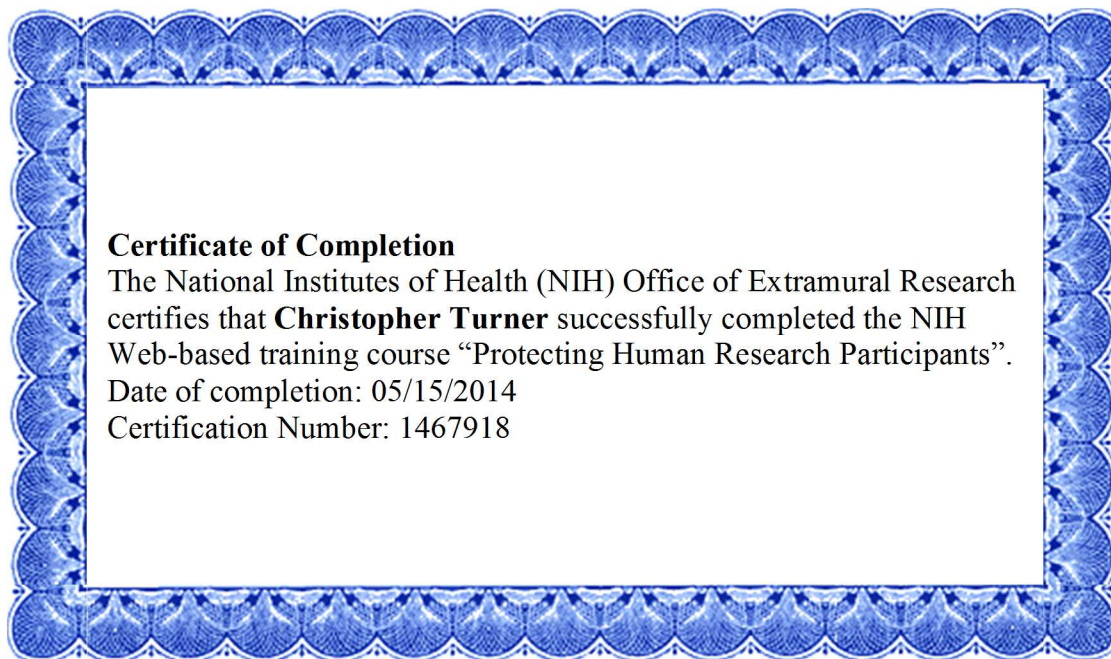 Certificate of Completion
The National Institutes of Health (NIH) Office of Extramural Research
certifies that Christopher Turner successfully completed the NIH
Web-based training course “Protecting Human Research Participants”.
Date of completion: 05/15/2014
Certification Number: 1467918